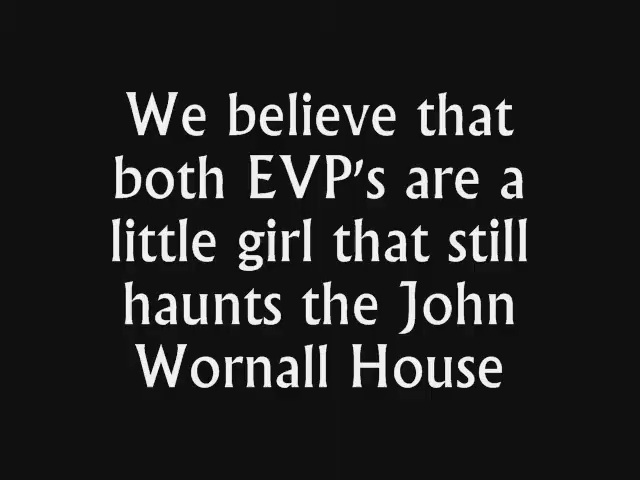 We believe that
both EVP's are a
little girl that still
haunts the John
Wornall House